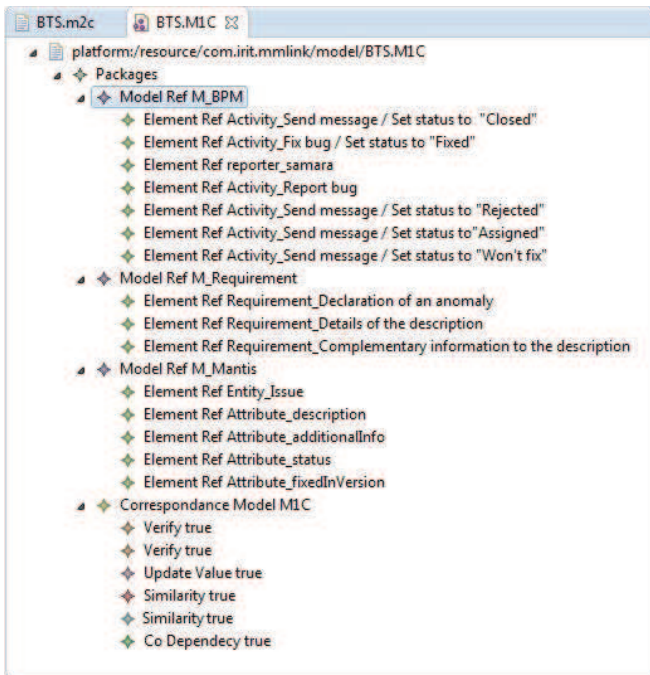 BTS.m2c BTS.M1C
platform:/resource/com.irit.mmlink/model/BTS.M1C
Packages
Model Ref M_BPM
Element Ref Activity_Send message / Set status to "Closed"
Element Ref Activity_Fix bug / Set status to "Fixed"
Element Ref reporter_samara
Element Ref Activity_Report bug
Element Ref Activity_Send message / Set status to "Rejected"
Element Ref Activity_Send message / Set status to"Assigned"
Element Ref Activity_Send message / Set status to "Won't fix"
Model Ref M_Requirement
Element Ref Requirement_Declaration of an anomaly
Element Ref Requirement_Details of the description
Element Ref Requirement_Complementary information to the description
Model Ref M_Mantis
Element Ref Entity_Issue
Element Ref Attribute_description
Element Ref Attribute_additionalInfo
Element Ref Attribute_status
Element Ref Attribute_fixedInVersion
Correspondance Model M1C
Verify true
Verify true
Update Value true
Similarity true
Similarity true
Co Dependecy true